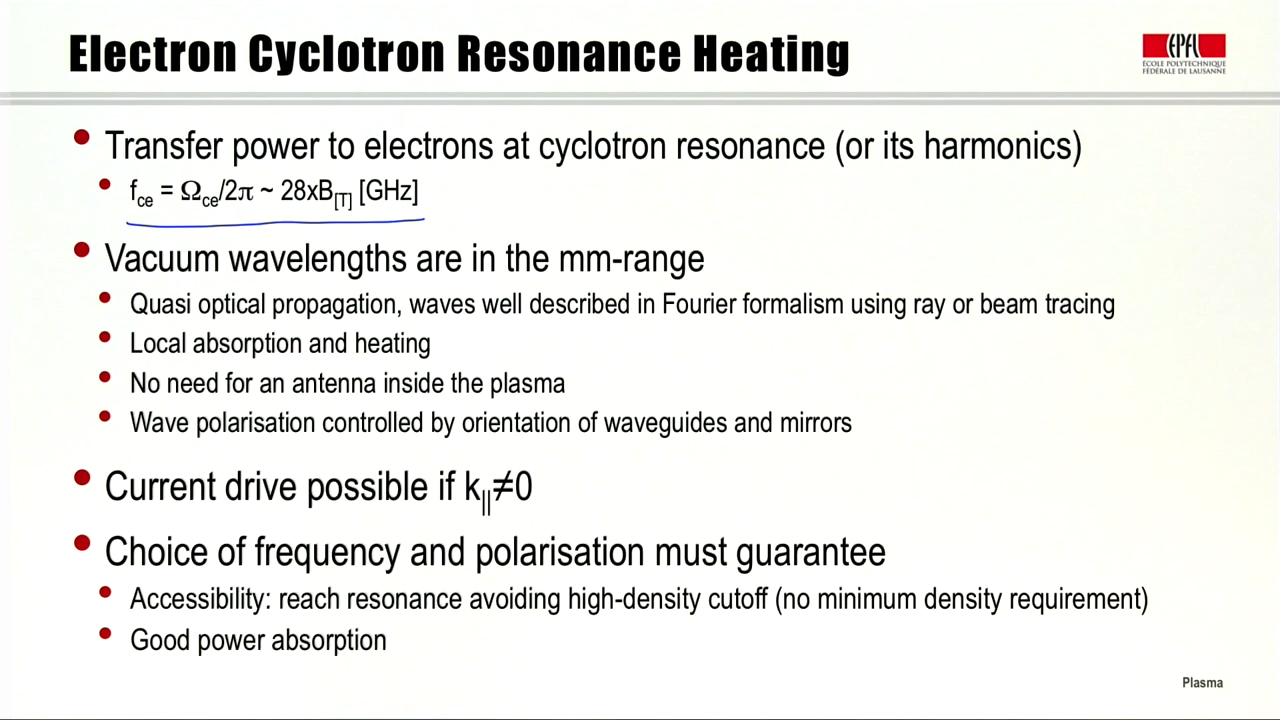 Electron Cyclotron Resonance Heating
EPFL
ÉCOLE POLYTECHNIQUE
FÉDÉRALE DE LAUSANNE
• Transfer power to electrons at cyclotron resonance (or its harmonics)
• fce = Ωce/2π ~ 28xB[T] [GHz]
• Vacuum wavelengths are in the mm-range
• Quasi optical propagation, waves well described in Fourier formalism using ray or beam tracing
• Local absorption and heating
• No need for an antenna inside the plasma
• Wave polarisation controlled by orientation of waveguides and mirrors
• Current drive possible if k||≠0
• Choice of frequency and polarisation must guarantee
• Accessibility: reach resonance avoiding high-density cutoff (no minimum density requirement)
• Good power absorption
Plasma